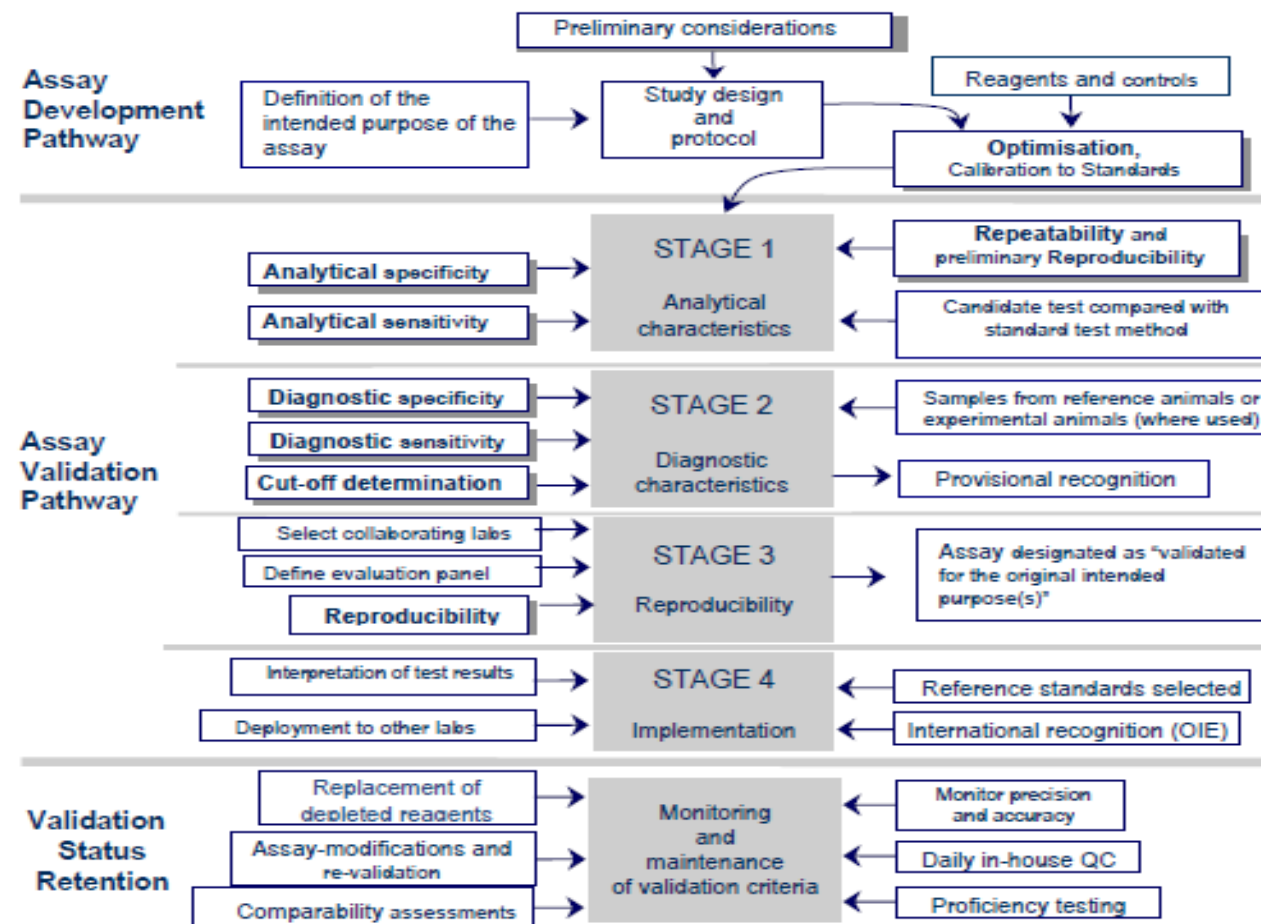 Preliminary considerations
Assay
Development
Pathway
Definition of the
intended purpose of the
assay
Study design
and
protocol
Reagents and controls
Optimisation,
Calibration to Standards
STAGE 1
Analytical
characteristics
Analytical specificity
Analytical sensitivity
Repeatability and
preliminary Reproducibility
Candidate test compared with
standard test method
Assay
Validation
Pathway
Diagnostic specificity
Diagnostic sensitivity
Cut-off determination
STAGE 2
Diagnostic
characteristics
Samples from reference animals or
experimental animals (where used)
Provisional recognition
Select collaborating labs
Define evaluation panel
Reproducibility
STAGE 3
Reproducibility
Assay designated as "validated
for the original intended
purpose(s)"
Interpretation of test results
Deployment to other labs
STAGE 4
Implementation
Reference standards selected
International recognition (OIE)
Validation
Status
Retention
Replacement of
depleted reagents
Assay-modifications and
re-validation
Comparability assessments
Monitoring
and
maintenance
of validation criteria
Monitor precision
and accuracy
Daily in-house QC
Proficiency testing